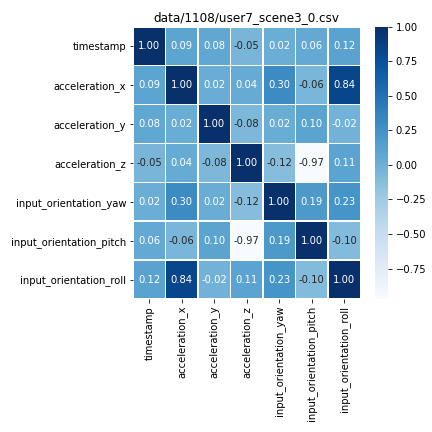 data/1108/user7_scene3_0.csv
timestamp 1.00 0.09 0.08 -0.05 0.02 0.06 0.12
acceleration_x 0.09 1.00 0.02 0.04 0.30 -0.06 0.84
acceleration_y 0.08 0.02 1.00 -0.08 0.02 0.10 -0.02
acceleration_z -0.05 0.04 -0.08 1.00 -0.12 -0.97 0.11
input_orientation_yaw 0.02 0.30 0.02 -0.12 1.00 0.19 0.23
input_orientation_pitch 0.06 -0.06 0.10 -0.97 0.19 1.00 -0.10
input_orientation_roll 0.12 0.84 -0.02 0.11 0.23 -0.10 1.00
timestamp
acceleration_x
acceleration_y
acceleration_z
input_orientation_yaw
input_orientation_pitch
input_orientation_roll
1.00
0.75
0.50
0.25
0.00
−0.25
−0.50
−0.75